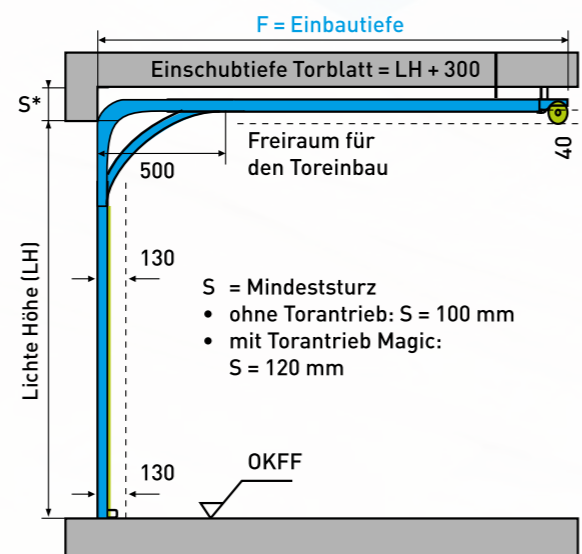 F = Einbautiefe
Einschubtiefe Torblatt = LH + 300
S*
Freiraum für
den Toreinbau
500
40
130
Lichte Höhe (LH)
S = Mindeststurz
• ohne Torantrieb: S = 100 mm
• mit Torantrieb Magic:
S = 120 mm
130
OKFF